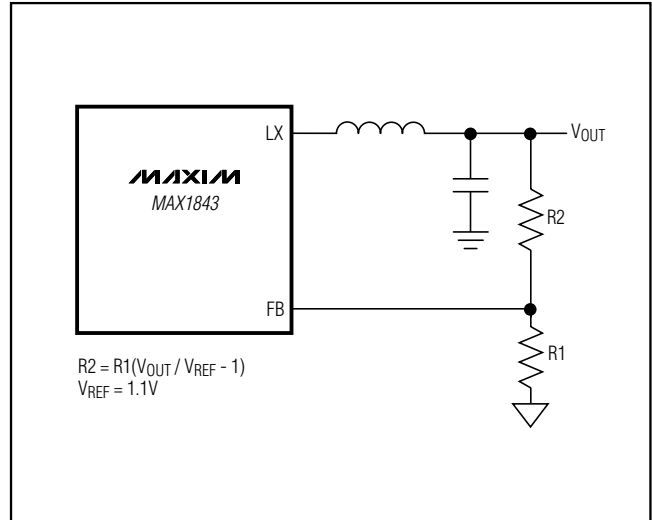 LX
VOUT
MAXIM
MAX1843
R2
FB
R1
R2 = R1(VOUT / VREF - 1)
VREF = 1.1V